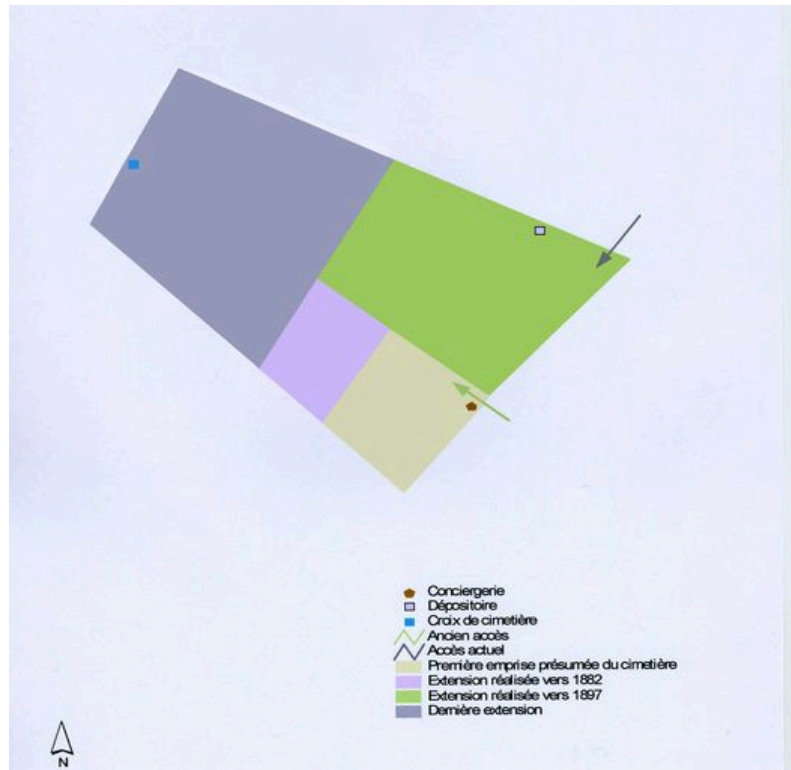 Conciergerie
Dépositoire
Croix de cimetière
Ancien accès
Accès actuel
Première emprise présumée du cimetière
Extension réalisée vers 1882
Extension réalisée vers 1897
Dernière extension
N